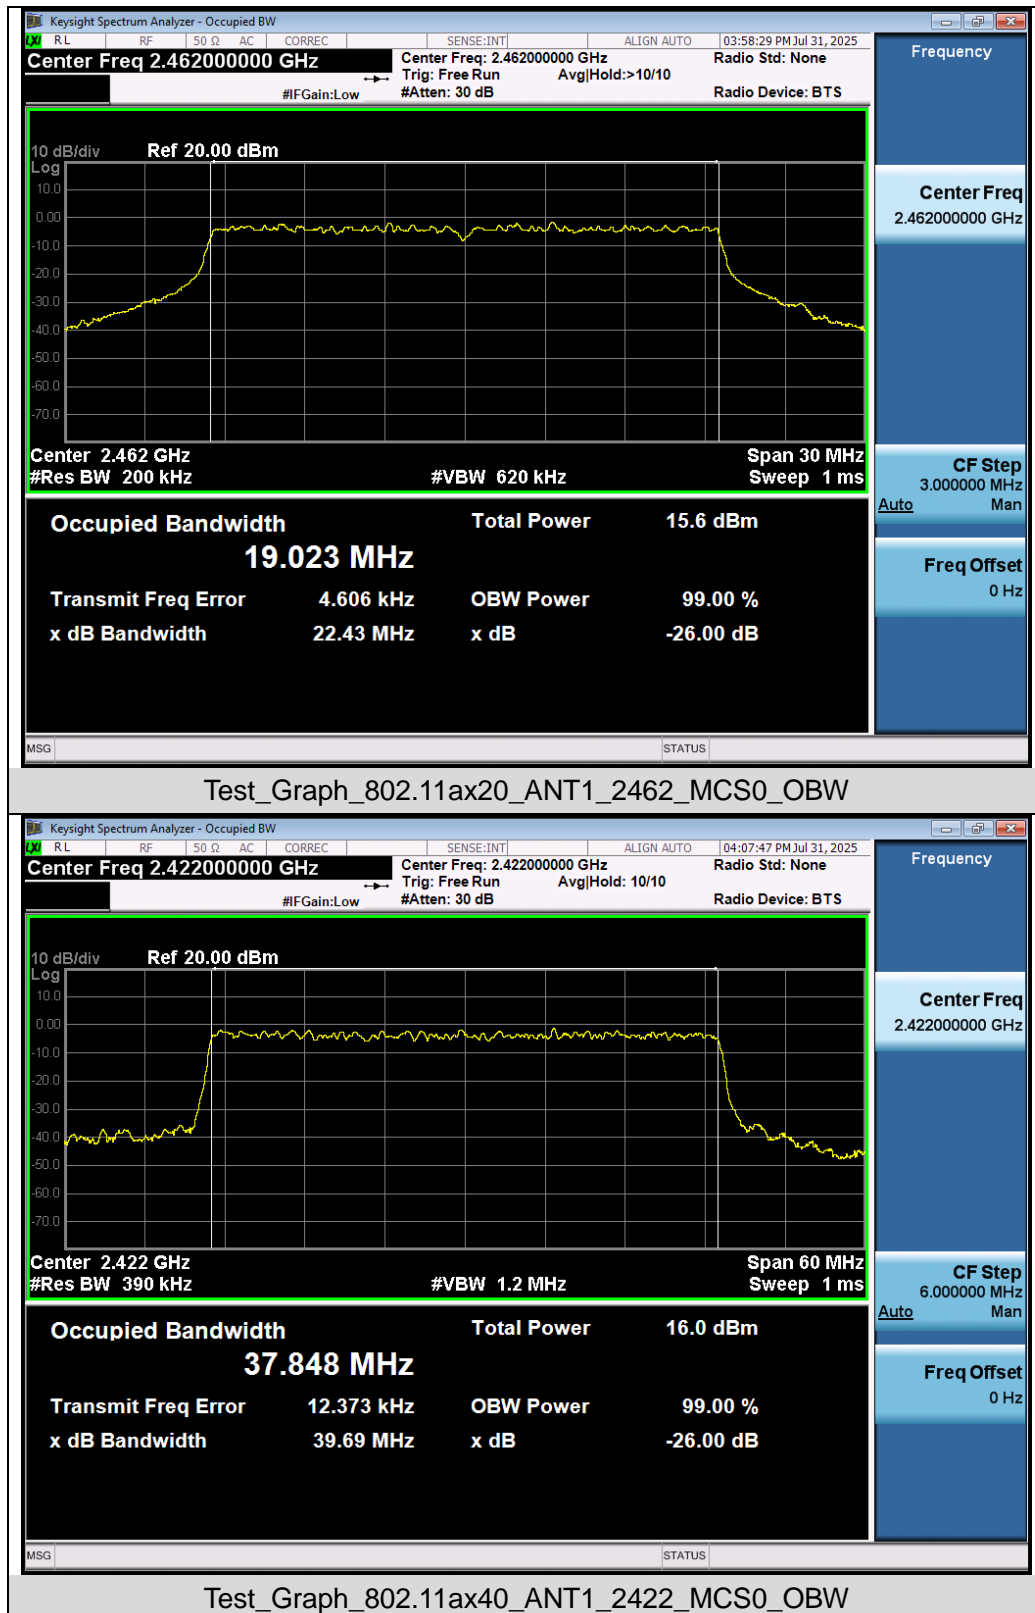 Keysight Spectrum Analyzer - Occupied BW
LXI RL RF 50 Ω AC CORREC SENSE:INT ALIGN AUTO 03:58:29 PM Jul 31, 2025
Center Freq 2.462000000 GHz
Center Freq: 2.462000000 GHz Radio Std: None
Trig: Free Run Avg|Hold:>10/10
#IFGain:Low #Atten: 30 dB Radio Device: BTS
Frequency
10 dB/div Ref 20.00 dBm
Log
10.0
0.00
-10.0
-20.0
-30.0
-40.0
-50.0
-60.0
-70.0
Center Freq
2.462000000 GHz
Center 2.462 GHz Span 30 MHz
#Res BW 200 kHz #VBW 620 kHz Sweep 1 ms
CF Step
3.000000 MHz
Auto Man
Occupied Bandwidth Total Power 15.6 dBm
19.023 MHz
Freq Offset
0 Hz
Transmit Freq Error 4.606 kHz OBW Power 99.00 %
x dB Bandwidth 22.43 MHz x dB -26.00 dB
MSG STATUS
Test_Graph_802.11ax20_ANT1_2462_MCS0_OBW
Keysight Spectrum Analyzer - Occupied BW
LXI RL RF 50 Ω AC CORREC SENSE:INT ALIGN AUTO 04:07:47 PM Jul 31, 2025
Center Freq 2.422000000 GHz
Center Freq: 2.422000000 GHz Radio Std: None
Trig: Free Run Avg|Hold: 10/10
#IFGain:Low #Atten: 30 dB Radio Device: BTS
Frequency
10 dB/div Ref 20.00 dBm
Log
10.0
0.00
-10.0
-20.0
-30.0
-40.0
-50.0
-60.0
-70.0
Center Freq
2.422000000 GHz
Center 2.422 GHz Span 60 MHz
#Res BW 390 kHz #VBW 1.2 MHz Sweep 1 ms
CF Step
6.000000 MHz
Auto Man
Occupied Bandwidth Total Power 16.0 dBm
37.848 MHz
Freq Offset
0 Hz
Transmit Freq Error 12.373 kHz OBW Power 99.00 %
x dB Bandwidth 39.69 MHz x dB -26.00 dB
MSG STATUS
Test_Graph_802.11ax40_ANT1_2422_MCS0_OBW